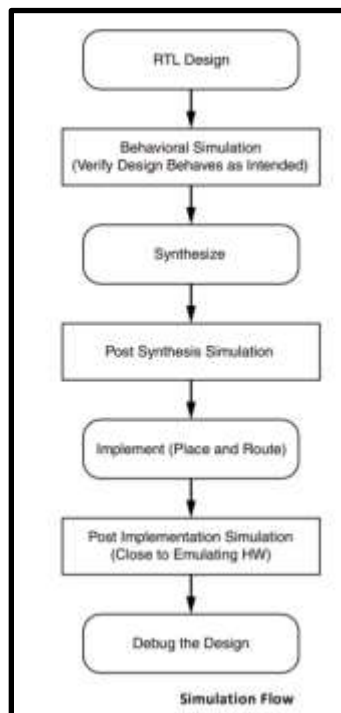 RTL Design
Behavioral Simulation
(Verify Design Behaves as Intended)
Synthesize
Post Synthesis Simulation
Implement (Place and Route)
Post Implementation Simulation
(Close to Emulating HW)
Debug the Design
Simulation Flow